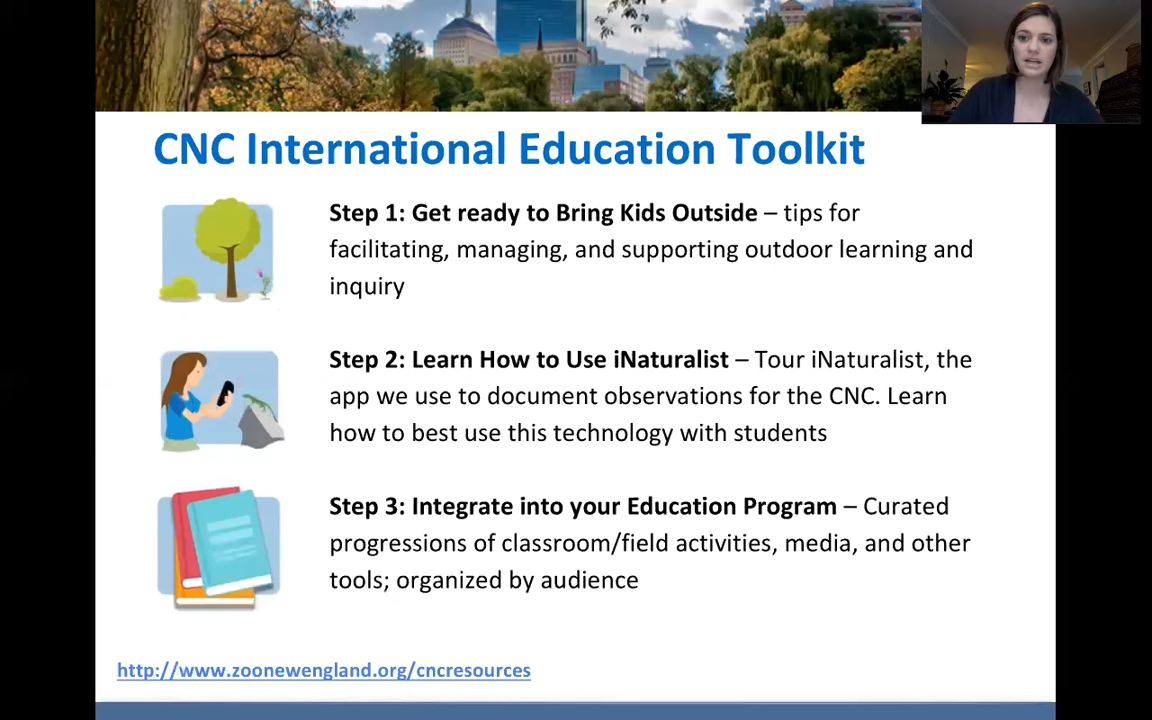 CNC International Education Toolkit
Step 1: Get ready to Bring Kids Outside – tips for
facilitating, managing, and supporting outdoor learning and
inquiry
Step 2: Learn How to Use iNaturalist – Tour iNaturalist, the
app we use to document observations for the CNC. Learn
how to best use this technology with students
Step 3: Integrate into your Education Program – Curated
progressions of classroom/field activities, media, and other
tools; organized by audience
http://www.zoonewengland.org/cncresources